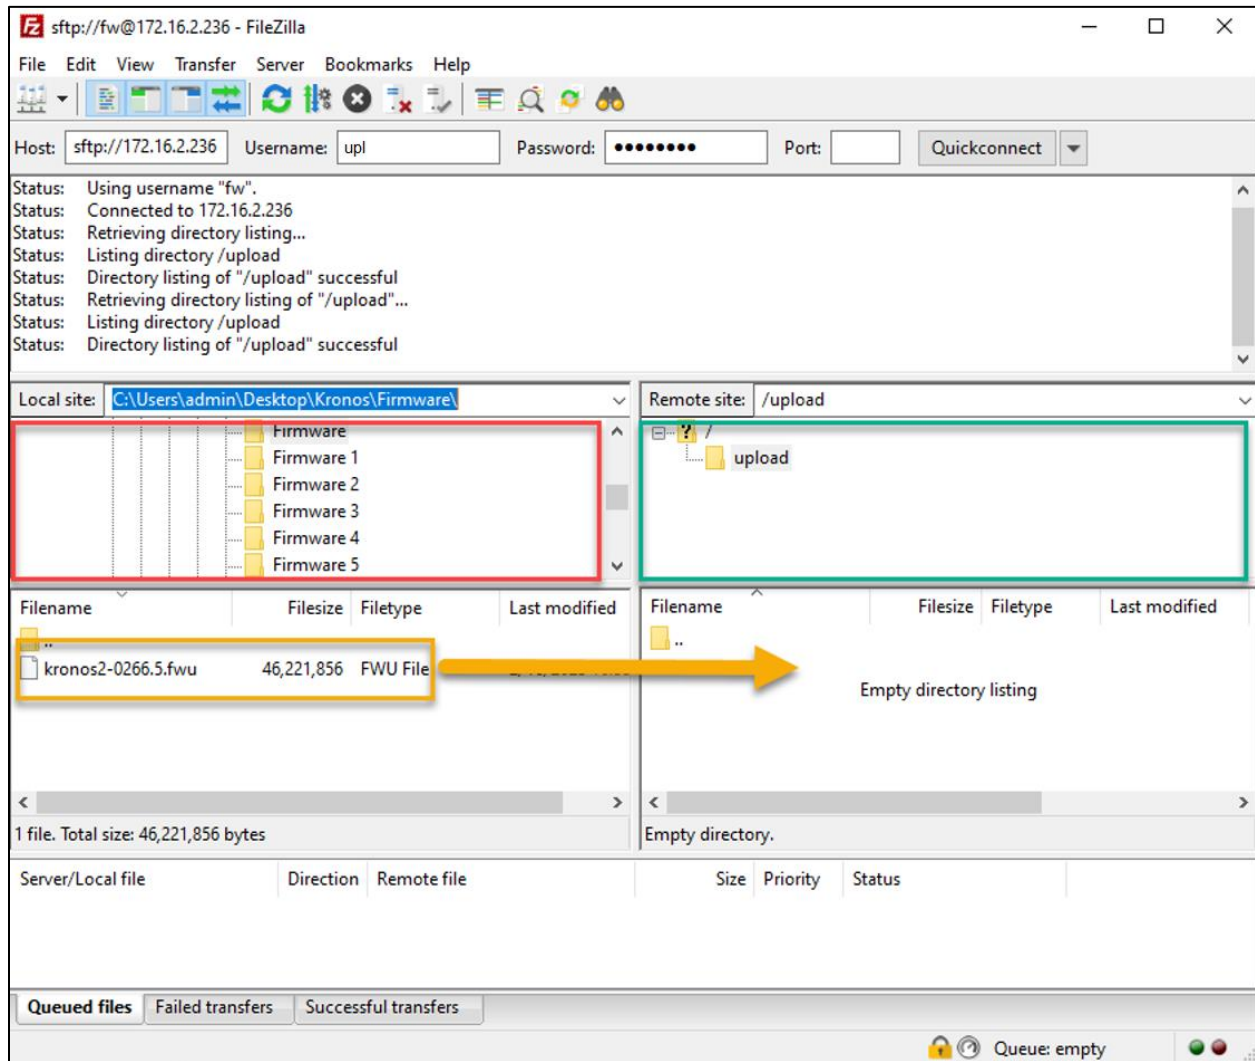 Fz sftp://fw@172.16.2.236 - FileZilla
File Edit View Transfer Server Bookmarks Help
Host: sftp://172.16.2.236 Username: upl Password: •••••••• Port: Quickconnect
Status: Using username "fw".
Status: Connected to 172.16.2.236
Status: Retrieving directory listing...
Status: Listing directory /upload
Status: Directory listing of "/upload" successful
Status: Retrieving directory listing of "/upload"...
Status: Listing directory /upload
Status: Directory listing of "/upload" successful
Local site: C:\Users\admin\Desktop\Kronos\Firmware\ Remote site: /upload
Firmware
Firmware 1
Firmware 2
Firmware 3
Firmware 4
Firmware 5
? /
upload
Filename Filesize Filetype Last modified
..
kronos2-0266.5.fwu 46,221,856 FWU File
1 file. Total size: 46,221,856 bytes
Filename Filesize Filetype Last modified
..
Empty directory listing
Empty directory.
Server/Local file Direction Remote file Size Priority Status
Queued files Failed transfers Successful transfers
Queue: empty